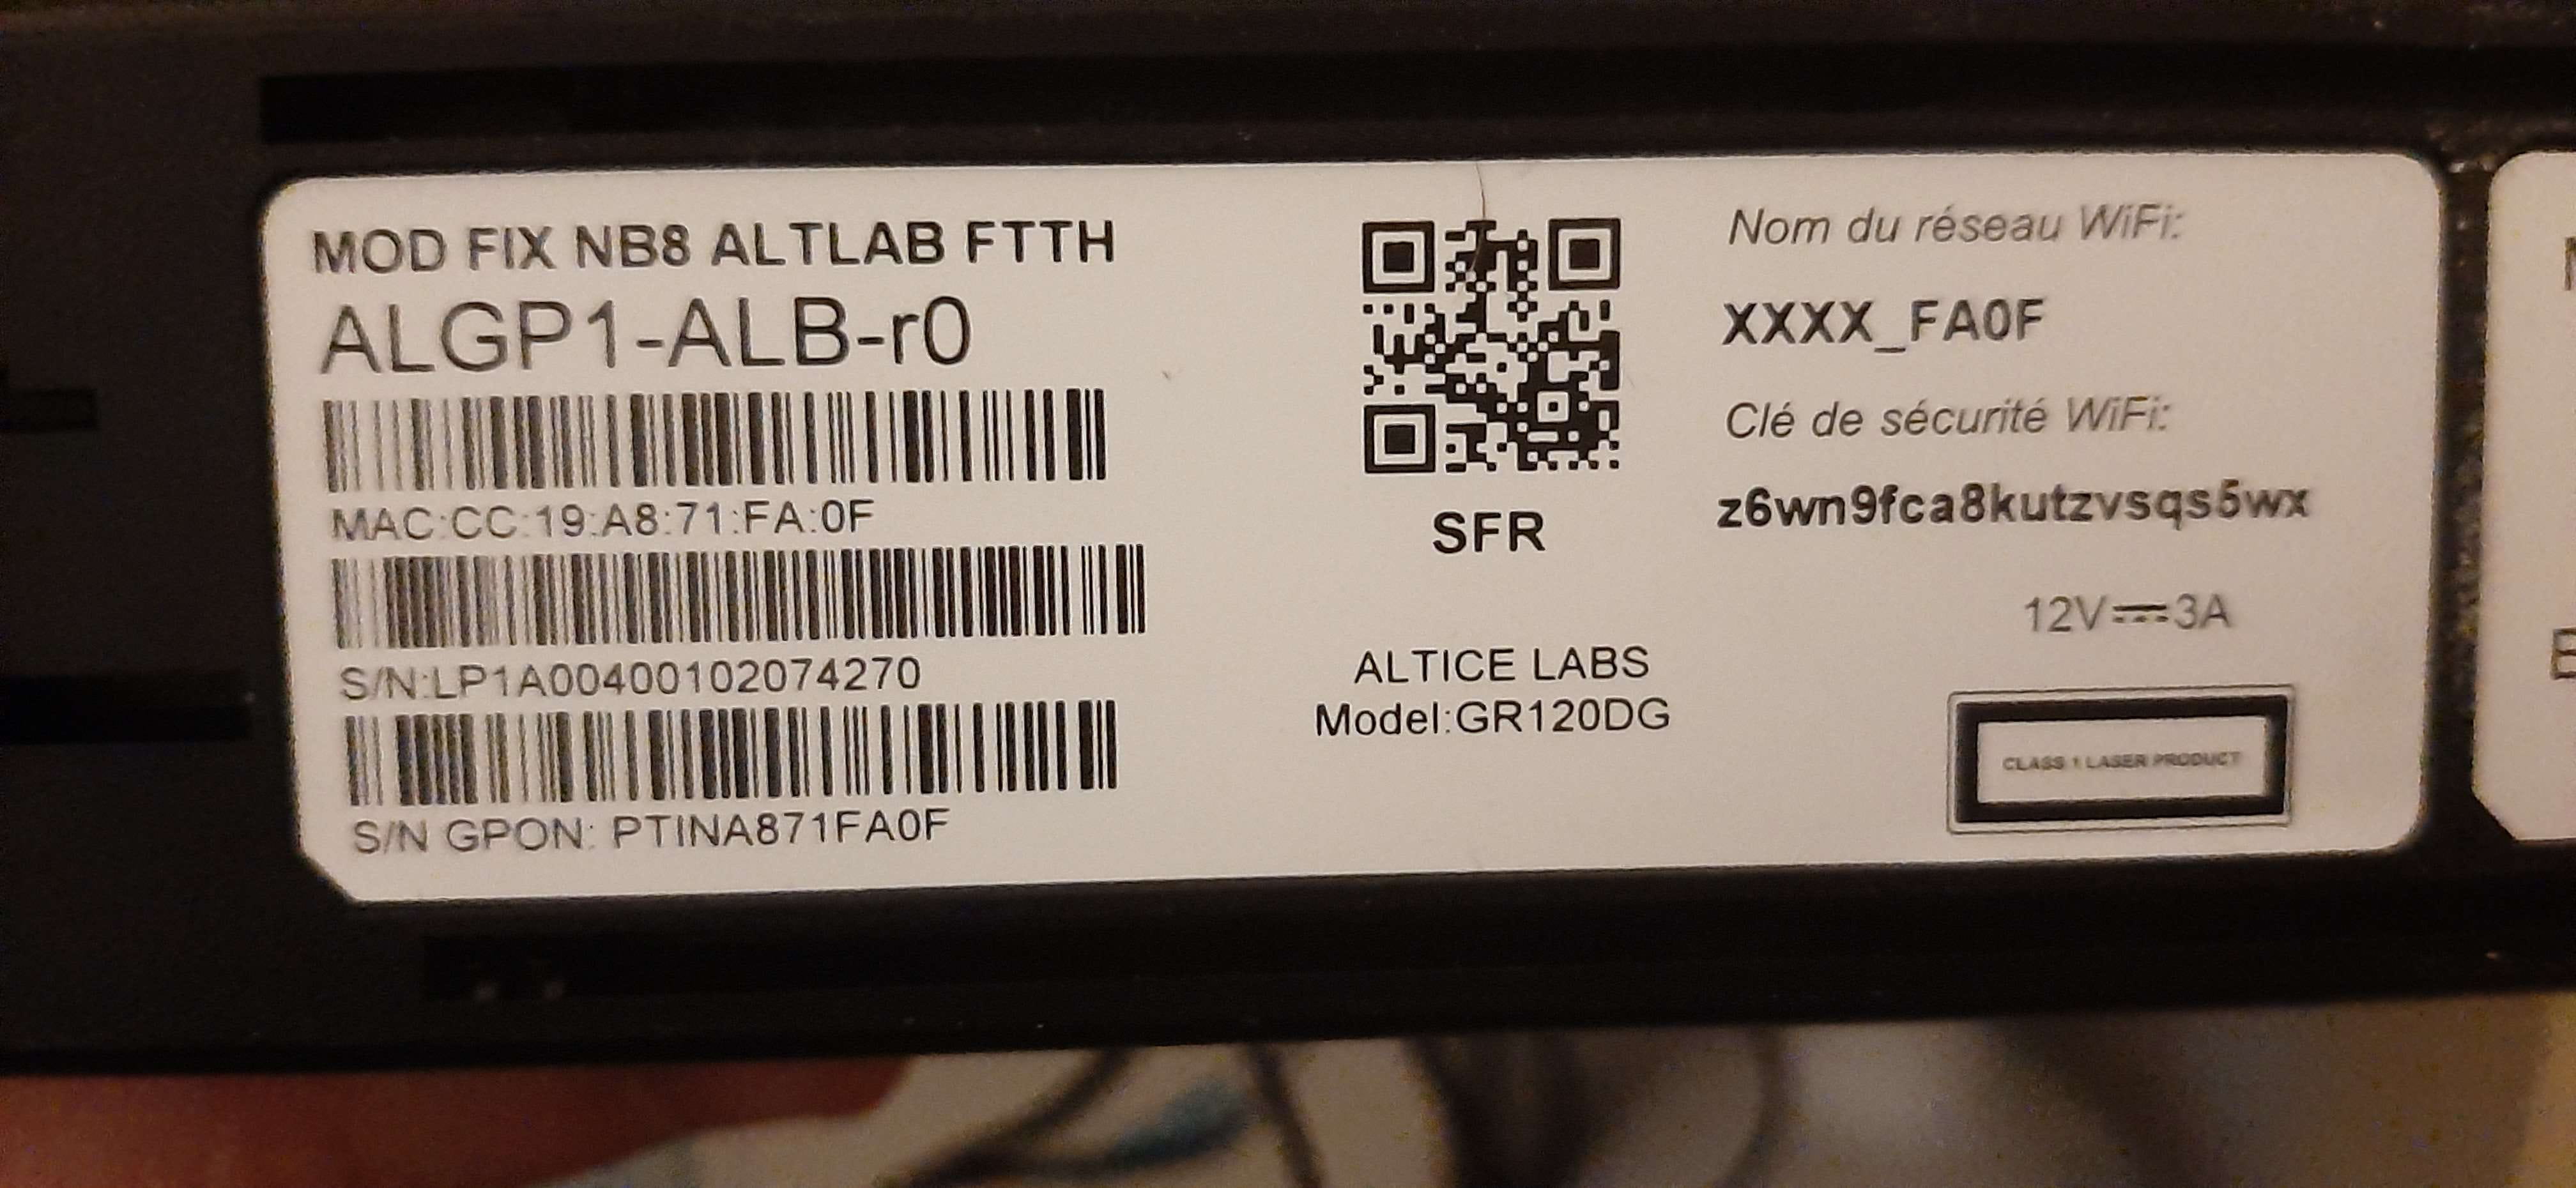 MOD FIX NB8 ALTLAB FTTH
ALGP1-ALB-r0
MAC:CC:19:A8:71:FA:0F
S/N:LP1A00400102074270
S/N GPON: PTINA871FA0F
SFR
ALTICE LABS
Model:GR120DG
Nom du réseau WiFi:
XXXX_FA0F
Clé de sécurité WiFi:
z6wn9fca8kutzvsqs5wx
12V⎓3A
CLASS 1 LASER PRODUCT